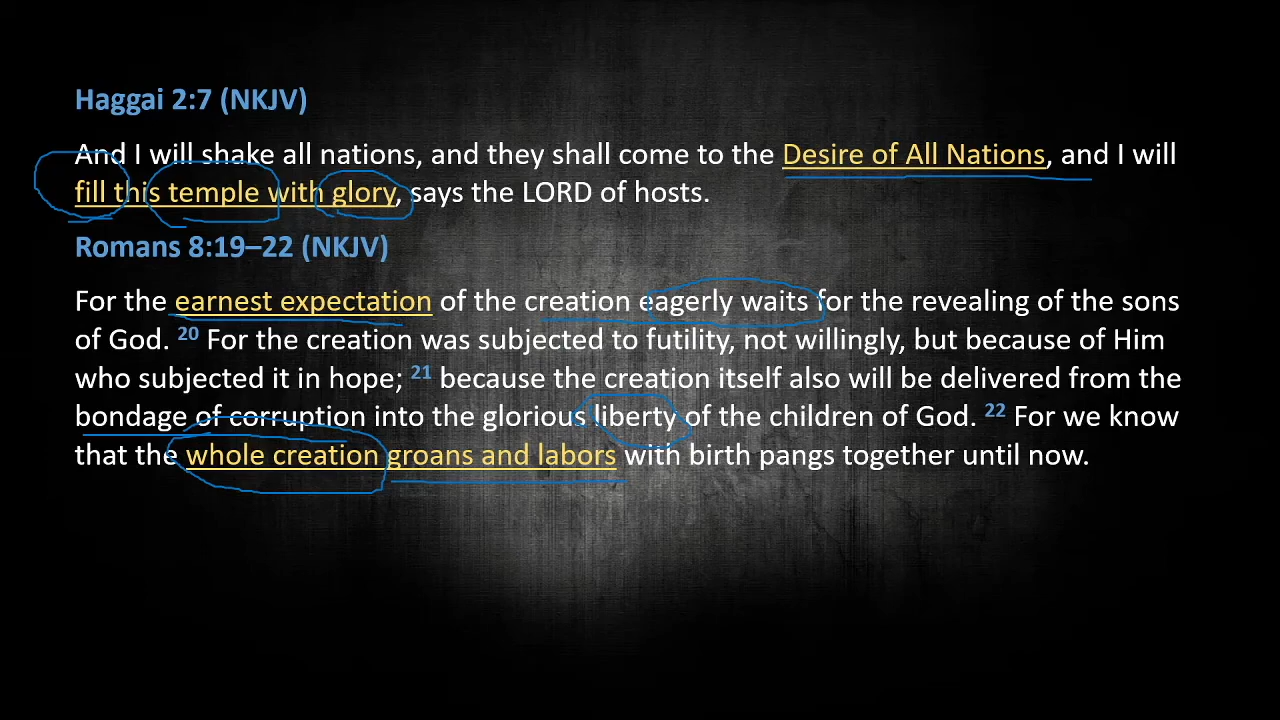 Haggai 2:7 (NKJV)
And I will shake all nations, and they shall come to the Desire of All Nations, and I will
fill this temple with glory, says the LORD of hosts.
Romans 8:19–22 (NKJV)
For the earnest expectation of the creation eagerly waits for the revealing of the sons
of God. 20 For the creation was subjected to futility, not willingly, but because of Him
who subjected it in hope; 21 because the creation itself also will be delivered from the
bondage of corruption into the glorious liberty of the children of God. 22 For we know
that the whole creation groans and labors with birth pangs together until now.